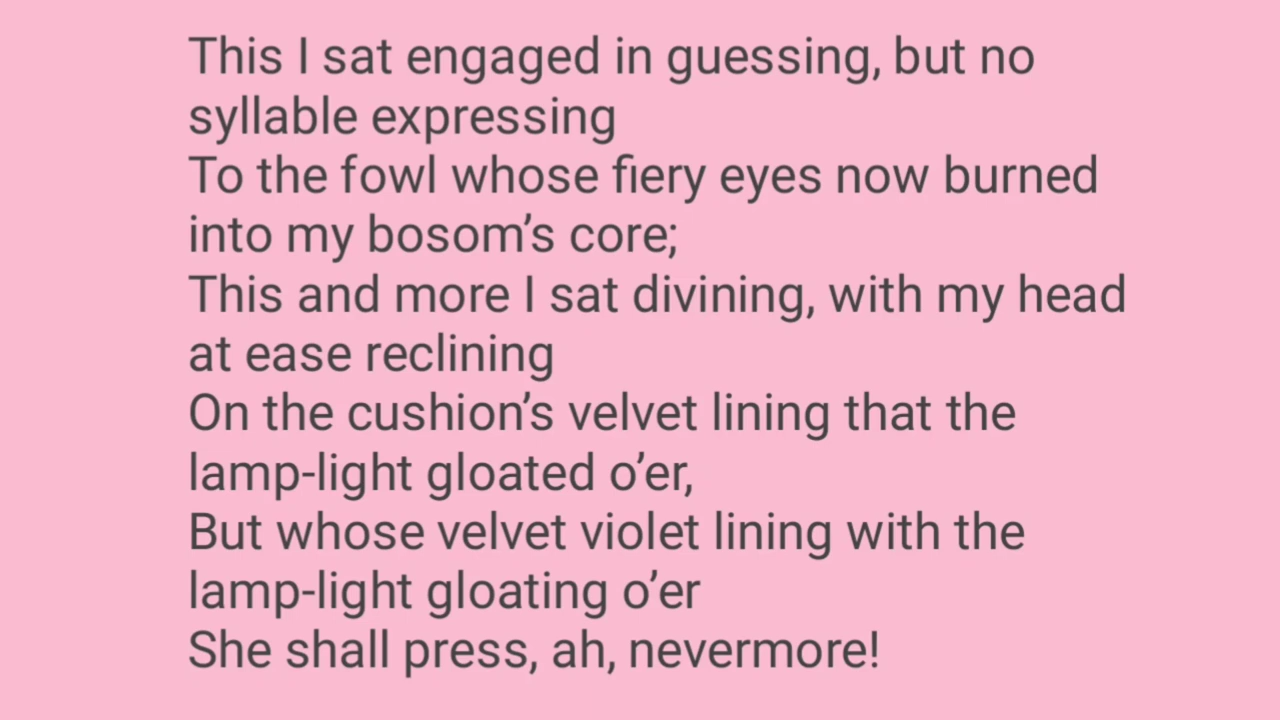 This I sat engaged in guessing, but no
syllable expressing
To the fowl whose fiery eyes now burned
into my bosom’s core;
This and more I sat divining, with my head
at ease reclining
On the cushion’s velvet lining that the
lamp-light gloated o’er,
But whose velvet violet lining with the
lamp-light gloating o’er
She shall press, ah, nevermore!